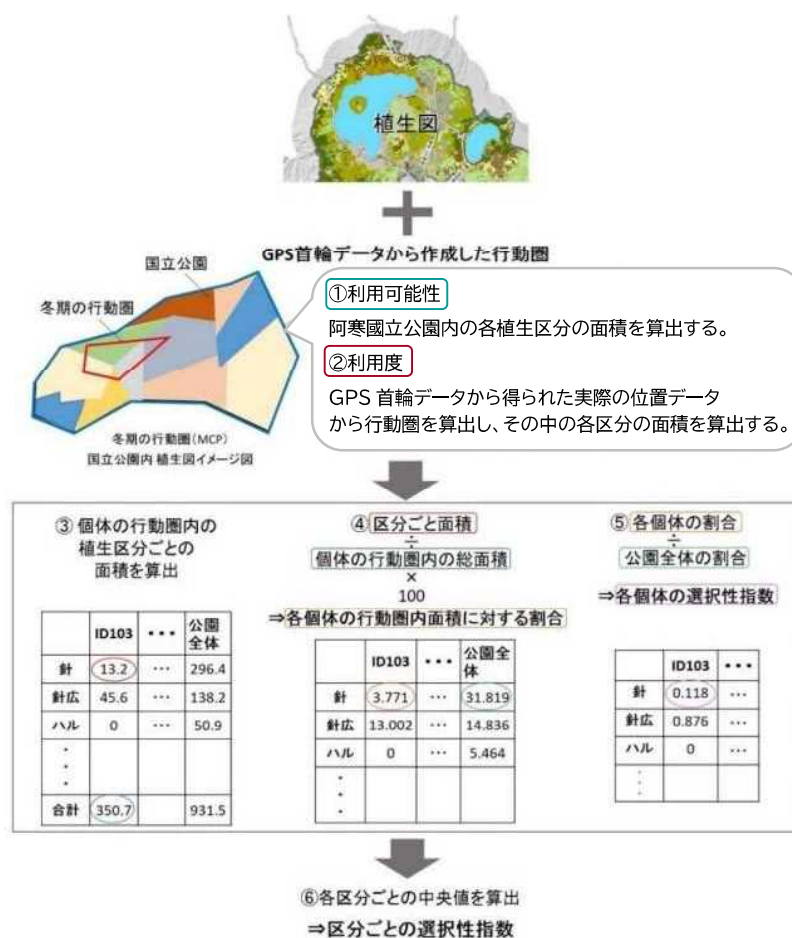 植生図
GPS首輪データから作成した行動圏
国立公園
冬期の行動圏
冬期の行動圏(MCP)
国立公園内 植生図イメージ図
①利用可能性
阿寒國立公園内の各植生区分の面積を算出する。
②利用度
GPS 首輪データから得られた実際の位置データ
から行動圏を算出し、その中の各区分の面積を算出する。
③ 個体の行動圏内の
植生区分ごとの
面積を算出
ID103 ・・・ 公園全体
針 13.2 … 296.4
針広 45.6 … 138.2
ハル 0 … 50.9
・
・
・
合計 350.7 931.5
④ 区分ごと面積
÷
個体の行動圏内の総面積
×
100
⇒各個体の行動圏内面積に対する割合
ID103 ・・・ 公園全体
針 3.771 … 31.819
針広 13.002 … 14.836
ハル 0 … 5.464
・
・
・
⑤ 各個体の割合
÷
公園全体の割合
⇒各個体の選択性指数
ID103 ・・・
針 0.118 …
針広 0.876 …
ハル 0 …
・
・
・
⑥各区分ごとの中央値を算出
⇒区分ごとの選択性指数